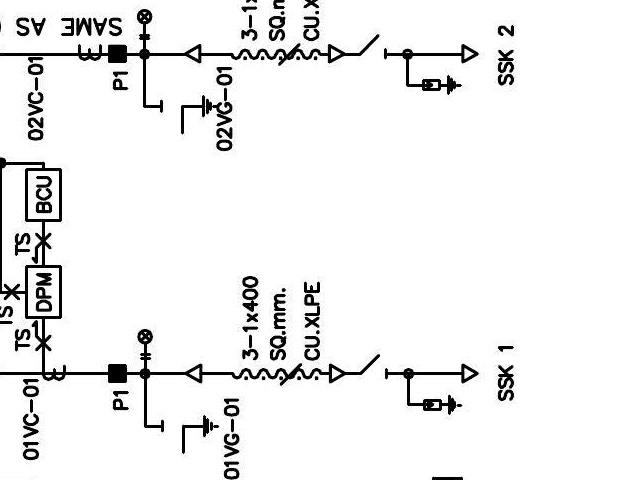 SAME AS
02VC-01
P1
02VG-01
3-1x
SQ.m
CU.X
SSK 2
BCU
TS
DPM
TS
TS
3-1x400
SQ.mm.
CU.XLPE
01VC-01
P1
01VG-01
SSK 1